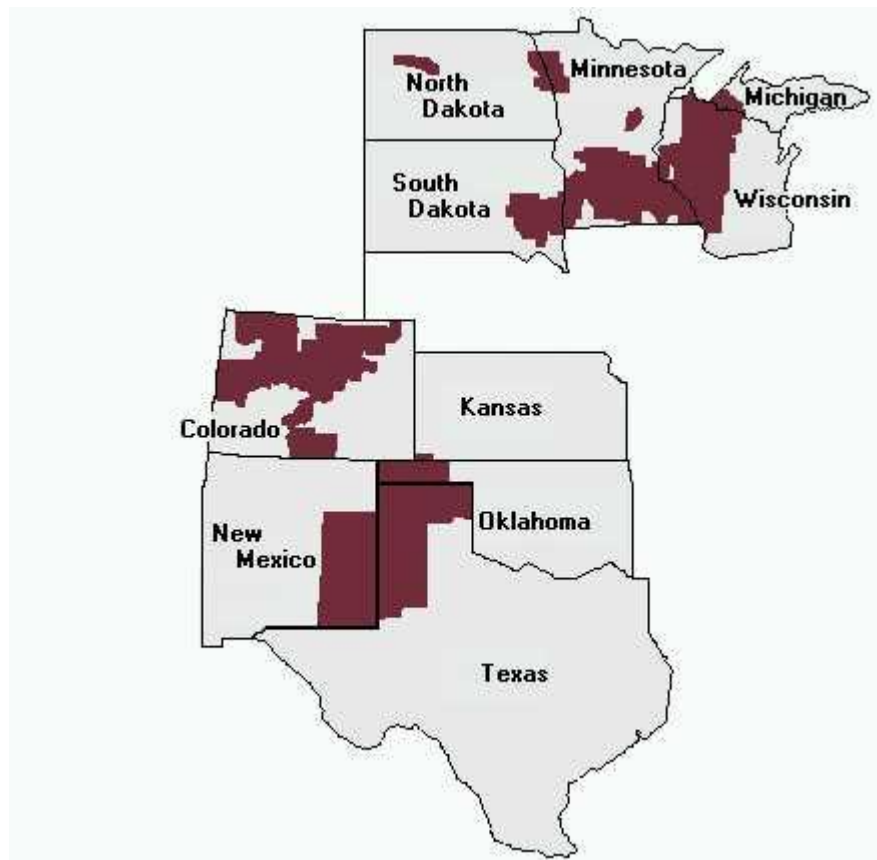 North
Dakota
Minnesota
Michigan
South
Dakota
Wisconsin
Kansas
Colorado
New
Mexico
Oklahoma
Texas